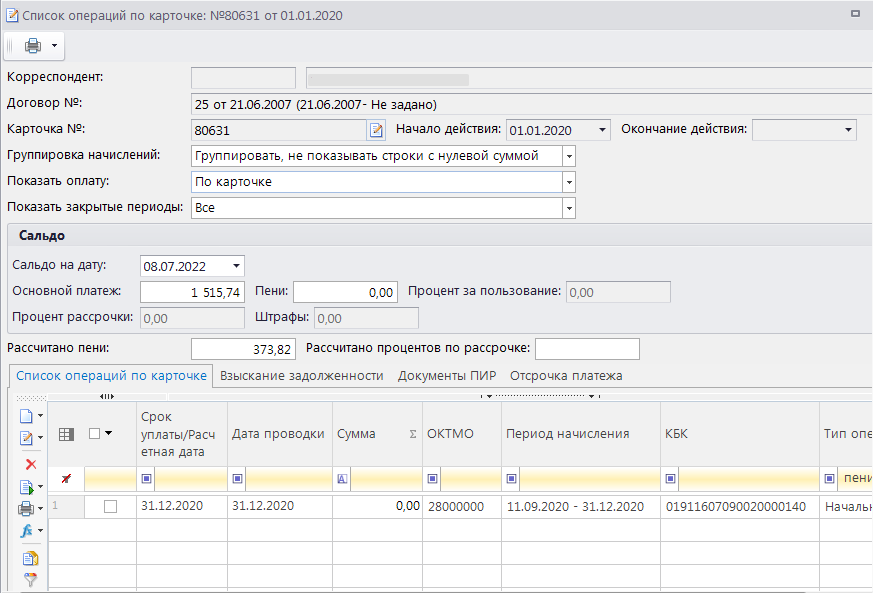 Список операций по карточке: №80631 от 01.01.2020
Корреспондент:
Договор №: 25 от 21.06.2007 (21.06.2007- Не задано)
Карточка №: 80631 Начало действия: 01.01.2020 Окончание действия:
Группировка начислений: Группировать, не показывать строки с нулевой суммой
Показать оплату: По карточке
Показать закрытые периоды: Все
Сальдо
Сальдо на дату: 08.07.2022
Основной платеж: 1 515,74 Пени: 0,00 Процент за пользование: 0,00
Процент рассрочки: 0,00 Штрафы: 0,00
Рассчитано пени: 373,82 Рассчитано процентов по рассрочке:
Список операций по карточке Взыскание задолженности Документы ПИР Отсрочка платежа
Срок
уплаты/Расч
етная дата
Дата проводки Сумма Σ ОКТМО Период начисления КБК Тип опе
пени
1 31.12.2020 31.12.2020 0,00 28000000 11.09.2020 - 31.12.2020 01911607090020000140 Началь